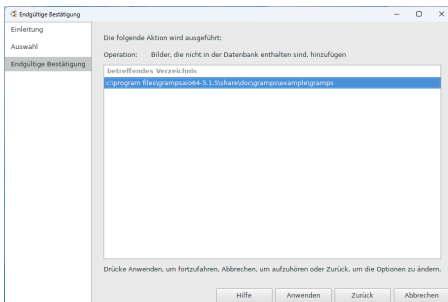 Endgültige Bestätigung
Einleitung
Auswahl
Endgültige Bestätigung
Die folgende Aktion wird ausgeführt:
Operation: Bilder, die nicht in der Datenbank enthalten sind, hinzufügen
betreffendes Verzeichnis
c:\program files\grampsaio64-5.1.5\share\doc\gramps\example\gramps
Drücke Anwenden, um fortzufahren, Abbrechen, um aufzuhören oder Zurück, um die Optionen zu ändern.
Hilfe Anwenden Zurück Abbrechen